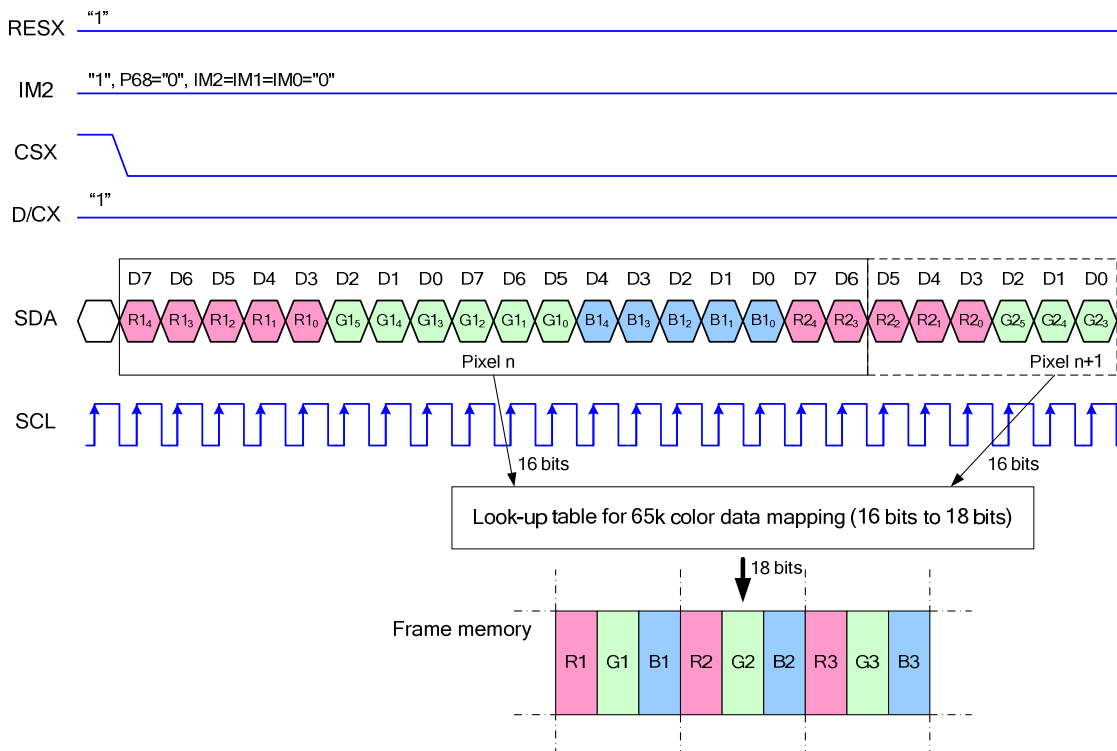 RESX “1”
IM2 "1", P68="0", IM2=IM1=IM0="0"
CSX
D/CX “1”
D7 D6 D5 D4 D3 D2 D1 D0 D7 D6 D5 D4 D3 D2 D1 D0 D7 D6 D5 D4 D3 D2 D1 D0
SDA R1₄ R1₃ R1₂ R1₁ R1₀ G1₅ G1₄ G1₃ G1₂ G1₁ G1₀ B1₄ B1₃ B1₂ B1₁ B1₀ R2₄ R2₃ R2₂ R2₁ R2₀ G2₅ G2₄ G2₃
Pixel n Pixel n+1
SCL
16 bits 16 bits
Look-up table for 65k color data mapping (16 bits to 18 bits)
18 bits
Frame memory
R1 G1 B1 R2 G2 B2 R3 G3 B3